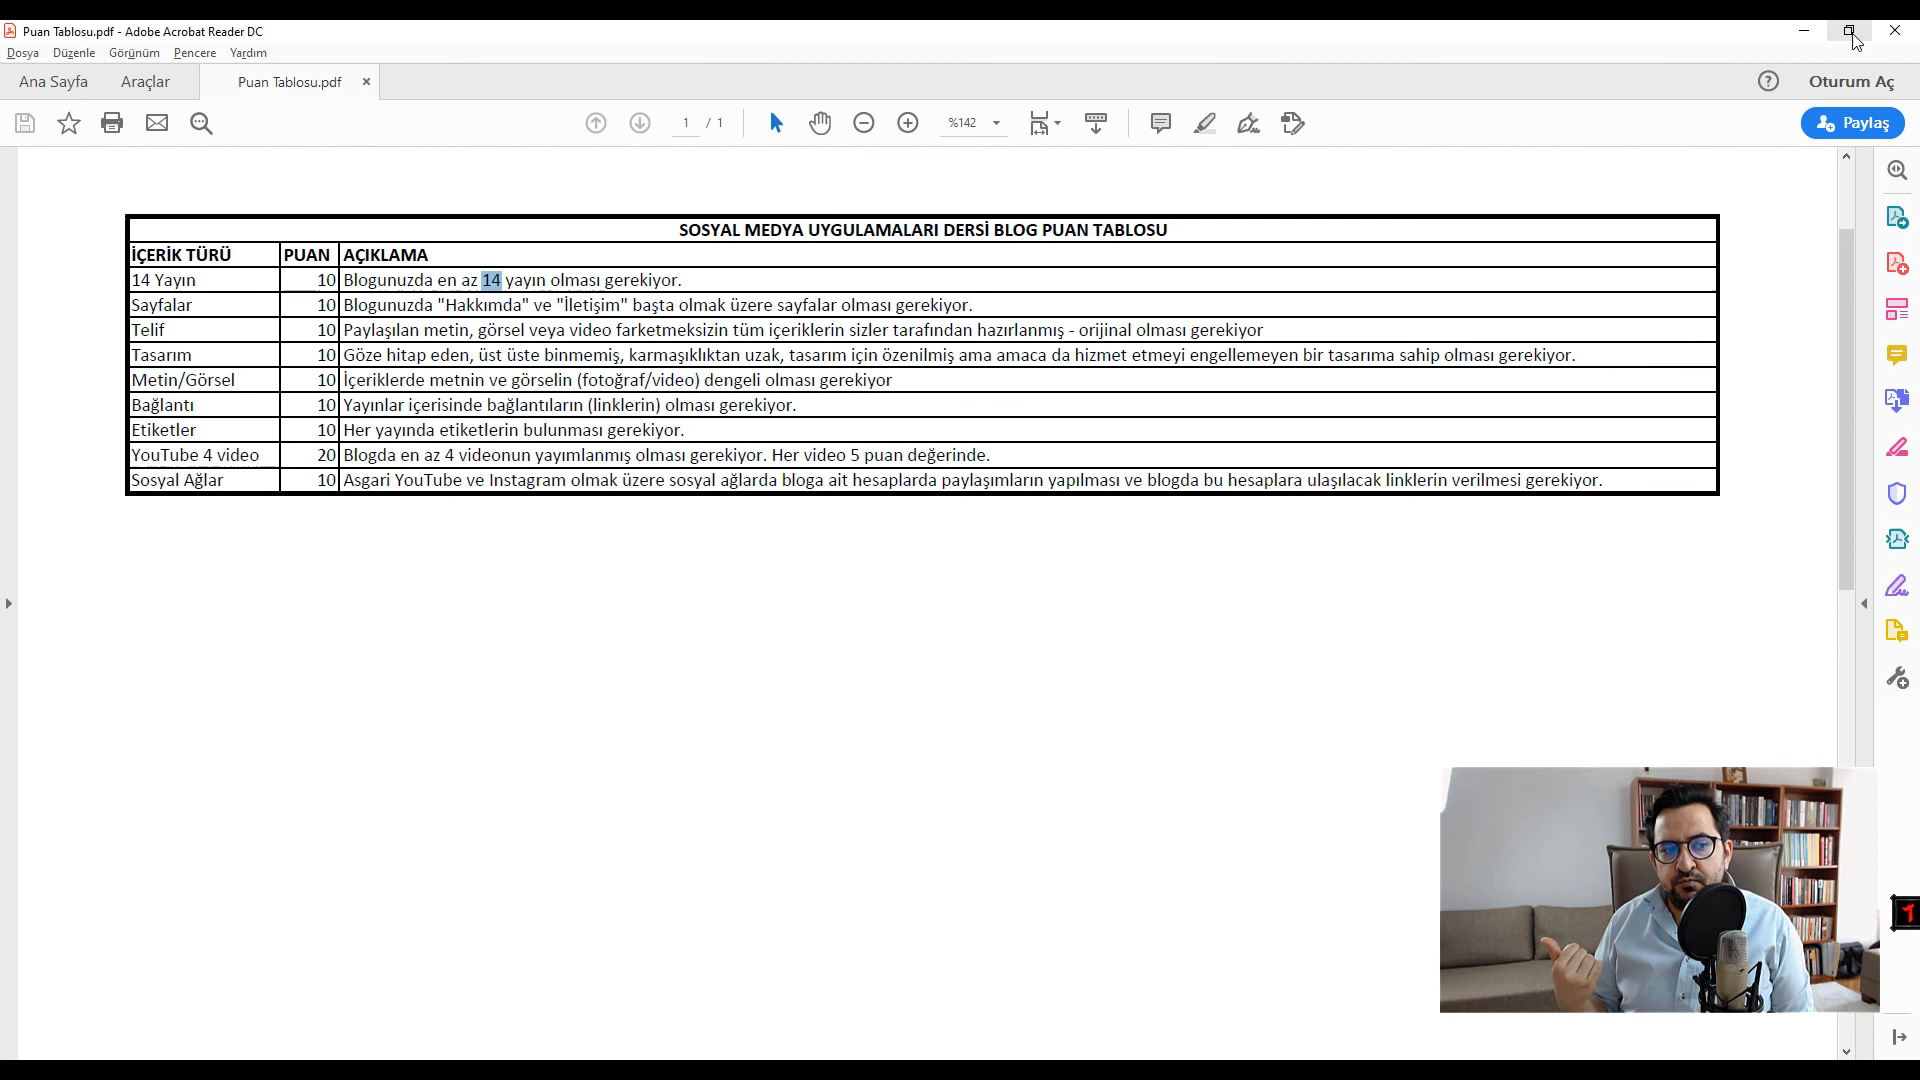 Puan Tablosu.pdf - Adobe Acrobat Reader DC
Dosya Düzenle Görünüm Pencere Yardım
Ana Sayfa Araçlar Puan Tablosu.pdf Oturum Aç
1 / 1 %142 Paylaş
SOSYAL MEDYA UYGULAMALARI DERSİ BLOG PUAN TABLOSU
İÇERİK TÜRÜ PUAN AÇIKLAMA
14 Yayın 10 Blogunuzda en az 14 yayın olması gerekiyor.
Sayfalar 10 Blogunuzda "Hakkımda" ve "İletişim" başta olmak üzere sayfalar olması gerekiyor.
Telif 10 Paylaşılan metin, görsel veya video farketmeksizin tüm içeriklerin sizler tarafından hazırlanmış - orijinal olması gerekiyor
Tasarım 10 Göze hitap eden, üst üste binmemiş, karmaşıklıktan uzak, tasarım için özenilmiş ama amaca da hizmet etmeyi engellemeyen bir tasarıma sahip olması gerekiyor.
Metin/Görsel 10 İçeriklerde metnin ve görselin (fotoğraf/video) dengeli olması gerekiyor
Bağlantı 10 Yayınlar içerisinde bağlantıların (linklerin) olması gerekiyor.
Etiketler 10 Her yayında etiketlerin bulunması gerekiyor.
YouTube 4 video 20 Blogda en az 4 videonun yayımlanmış olması gerekiyor. Her video 5 puan değerinde.
Sosyal Ağlar 10 Asgari YouTube ve Instagram olmak üzere sosyal ağlarda bloga ait hesaplarda paylaşımların yapılması ve blogda bu hesaplara ulaşılacak linklerin verilmesi gerekiyor.